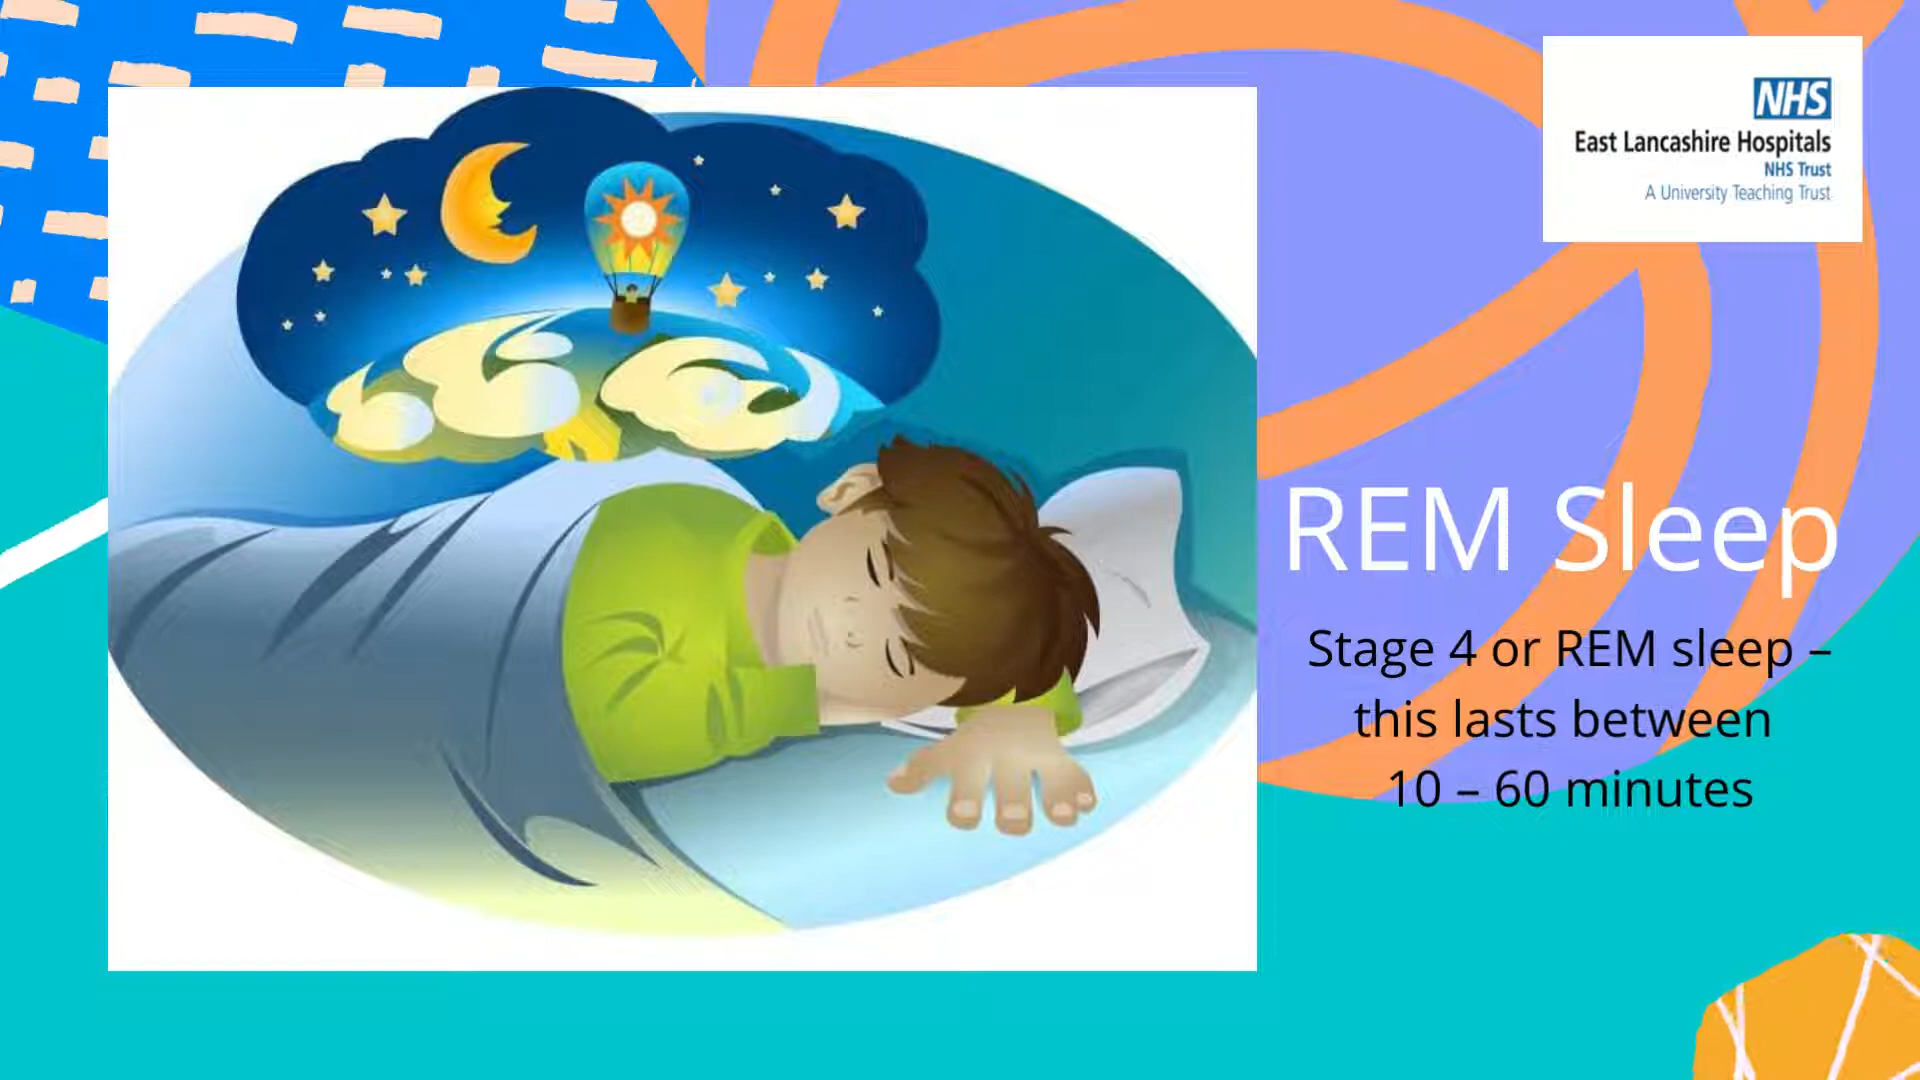 NHS
East Lancashire Hospitals
NHS Trust
A University Teaching Trust
REM Sleep
Stage 4 or REM sleep –
this lasts between
10 – 60 minutes